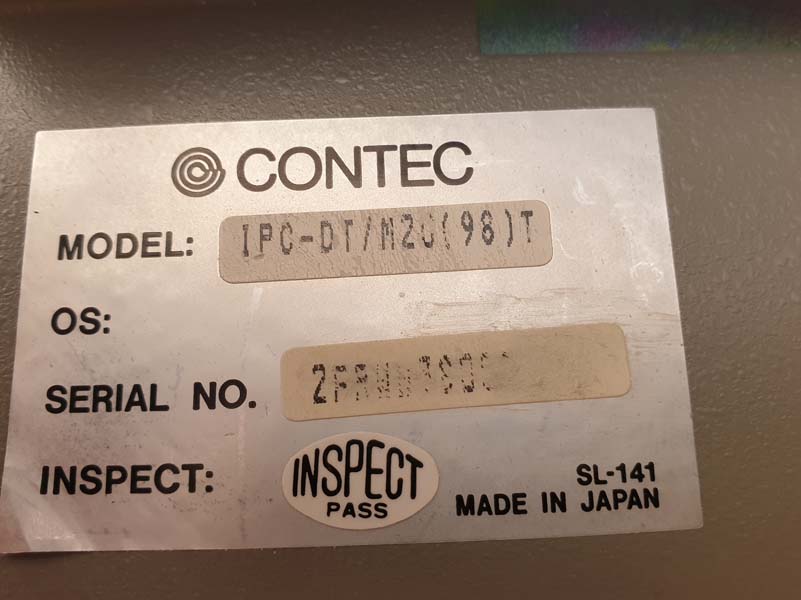 CONTEC
MODEL: IPC-DT/M20(98)T
OS:
SERIAL NO.
INSPECT: INSPECT PASS
SL-141
MADE IN JAPAN